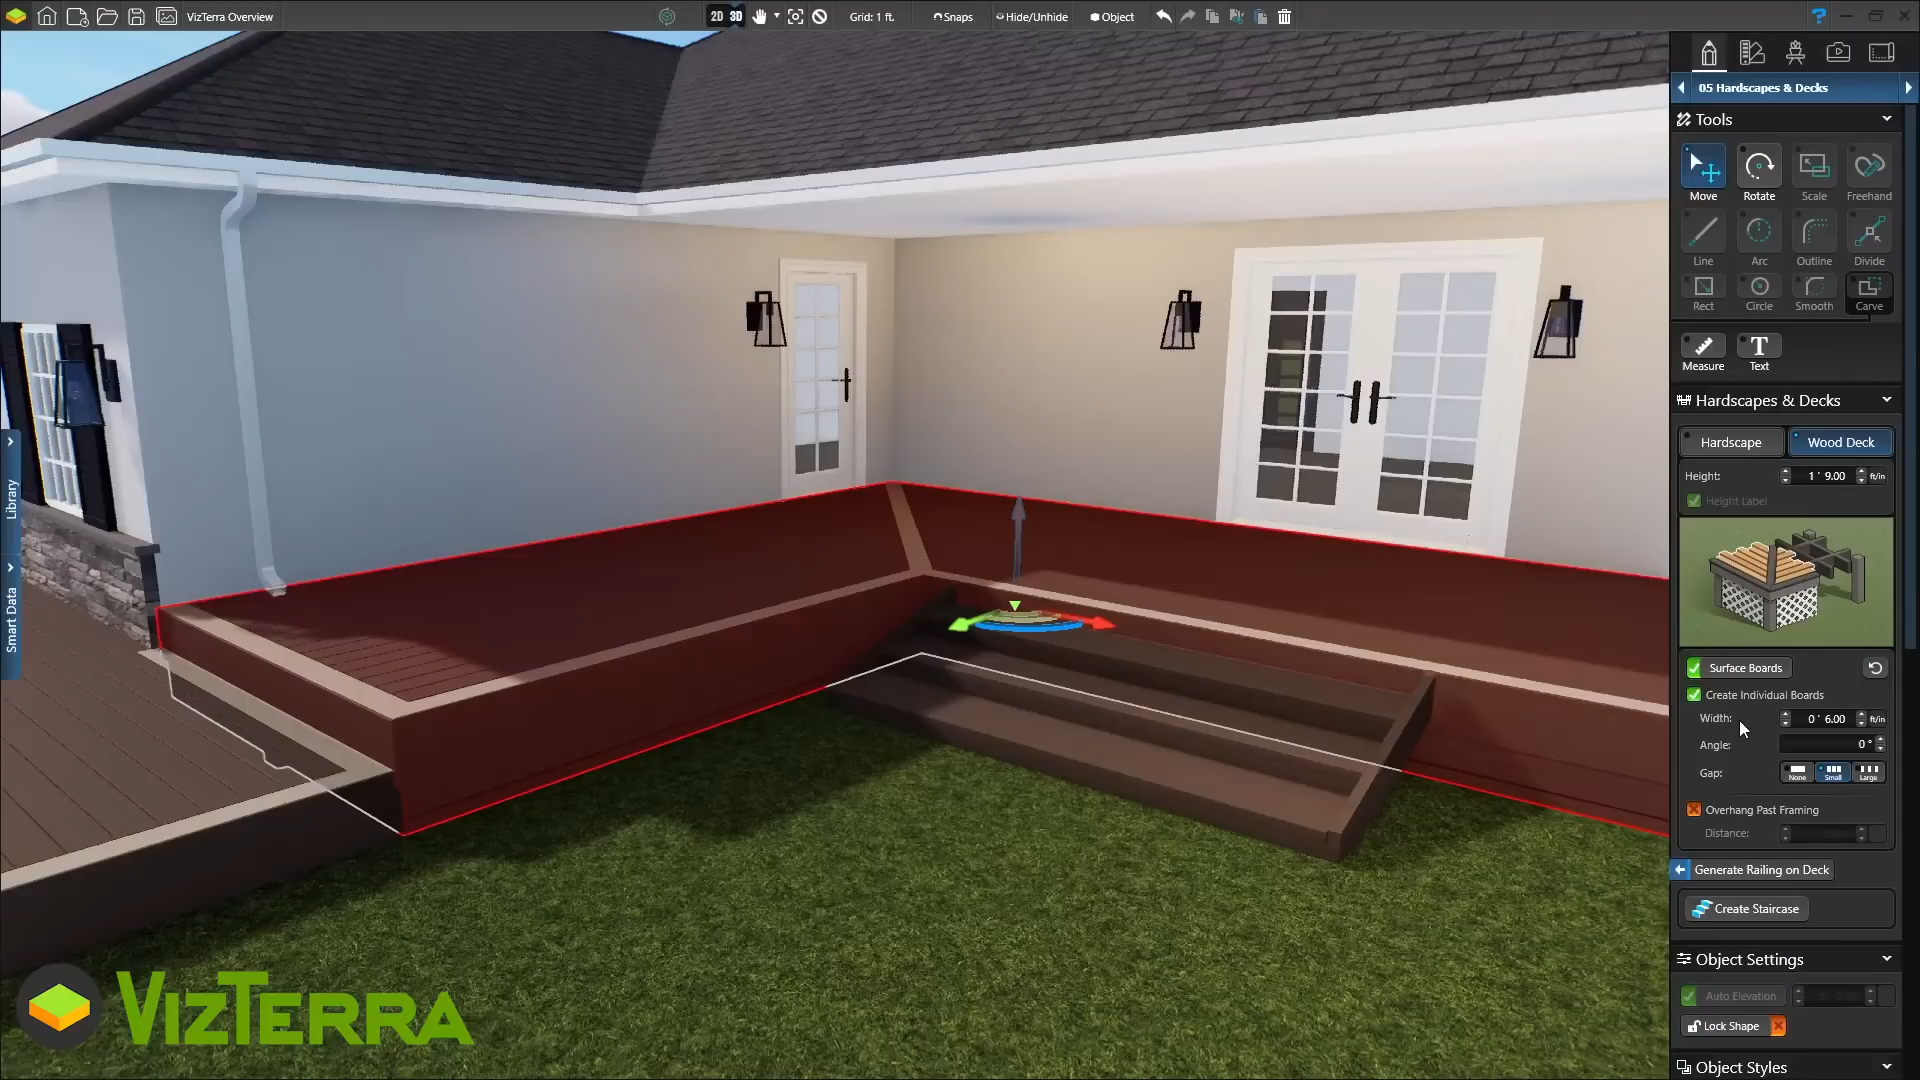 VizTerra Overview
2D 3D
Grid: 1 ft.
Snaps
Hide/Unhide
Object
?
05 Hardscapes & Decks
Tools
Move
Rotate
Scale
Freehand
Line
Arc
Outline
Divide
Rect
Circle
Smooth
Carve
Measure
T
Text
Hardscapes & Decks
Hardscape
Wood Deck
Height:
1 ' 9.00
ft/in
Height Label
Surface Boards
Create Individual Boards
Width:
0 ' 6.00
ft/in
Angle:
0 °
Gap:
None
Small
Large
Overhang Past Framing
Distance:
Generate Railing on Deck
Create Staircase
Object Settings
Auto Elevation
Lock Shape
Object Styles
Library
Smart Data
VIZTERRA